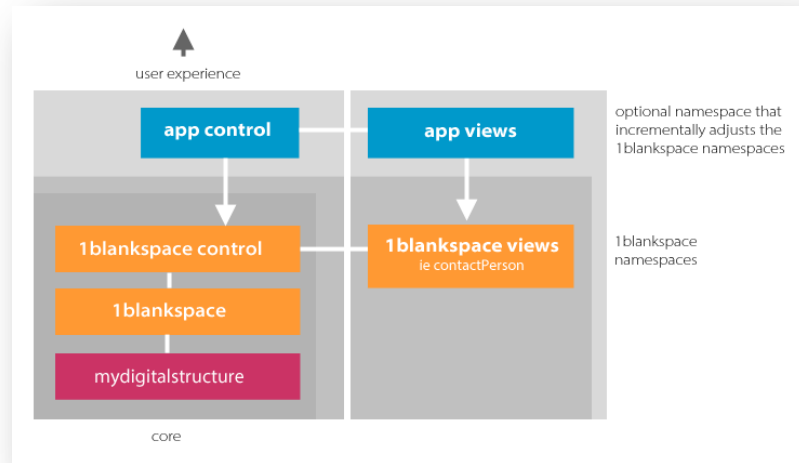 user experience
app control
app views
optional namespace that
incrementally adjusts the
1blankspace namespaces
1blankspace control
1blankspace views
ie contactPerson
1blankspace
namespaces
1blankspace
mydigitalstructure
core